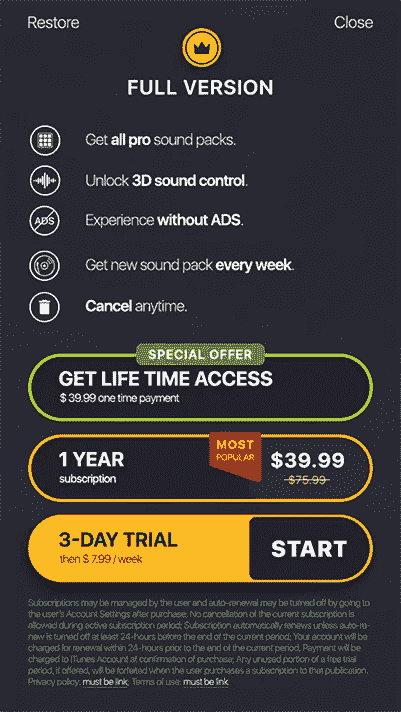 Restore Close
FULL VERSION
Get all pro sound packs.
Unlock 3D sound control.
ADS
Experience without ADS.
Get new sound pack every week.
Cancel anytime.
SPECIAL OFFER
GET LIFE TIME ACCESS
$ 39.99 one time payment
MOST
POPULAR
1 YEAR
subscription
$39.99
$75.99
3-DAY TRIAL
then $ 7.99 / week
START
Subscriptions may be managed by the user and auto-renewal may be turned off by going to
the user's Account Settings after purchase; No cancellation of the current subscription is
allowed during active subscription period; Subscription automatically renews unless auto-re-
new is turned off at least 24-hours before the end of the current period; Your account will be
charged for renewal within 24-hours prior to the end of the current period, Payment will be
charged to iTunes Account at confirmation of purchase; Any unused portion of a free trial
period, if offered, will be forfeited when the user purchases a subscription to that publication.
Privacy policy: must be link; Terms of use: must be link